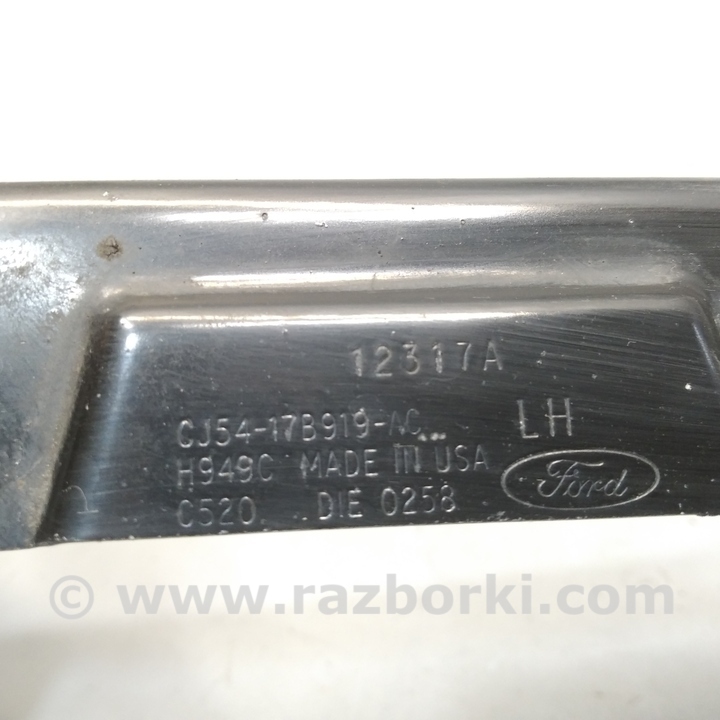 12317A
CJ54-17B919-AC LH
H949C MADE IN USA
C520 DIE 0258 Ford
© www.razborki.com